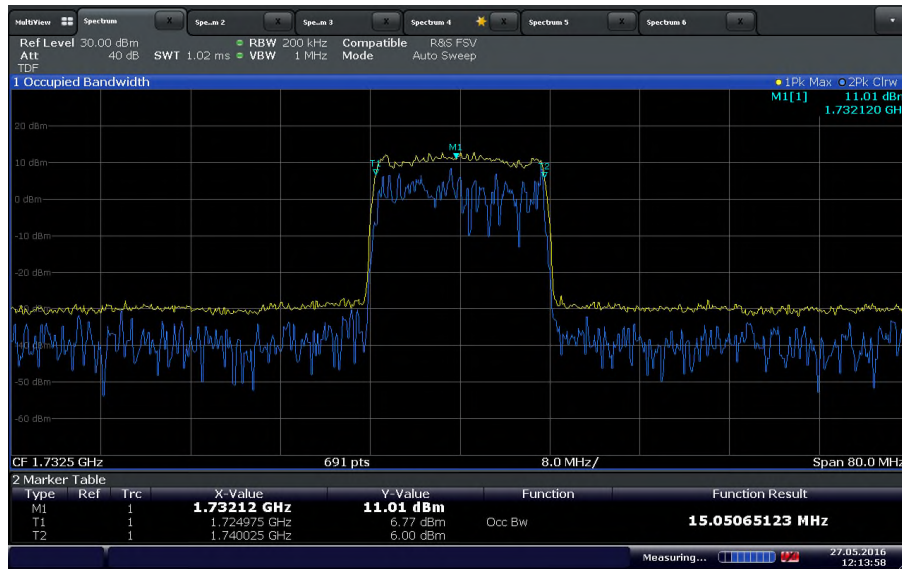 MultiView Spectrum X Spe...m 2 X Spe...m 3 X Spectrum 4 X Spectrum 5 X Spectrum 6 X
Ref Level 30.00 dBm RBW 200 kHz Compatible R&S FSV
Att 40 dB SWT 1.02 ms VBW 1 MHz Mode Auto Sweep
TDF
1 Occupied Bandwidth 1Pk Max 2Pk Clrw
M1[1] 11.01 dBm
1.732120 GH
20 dBm
M1
10 dBm
T1
2
0 dBm
-10 dBm
-20 dBm
-50 dBm
-60 dBm
CF 1.7325 GHz 691 pts 8.0 MHz/ Span 80.0 MHz
2 Marker Table
Type Ref Trc X-Value Y-Value Function Function Result
M1 1 1.73212 GHz 11.01 dBm
T1 1 1.724975 GHz 6.77 dBm Occ Bw 15.05065123 MHz
T2 1 1.740025 GHz 6.00 dBm
Measuring... 27.05.2016
12:13:58